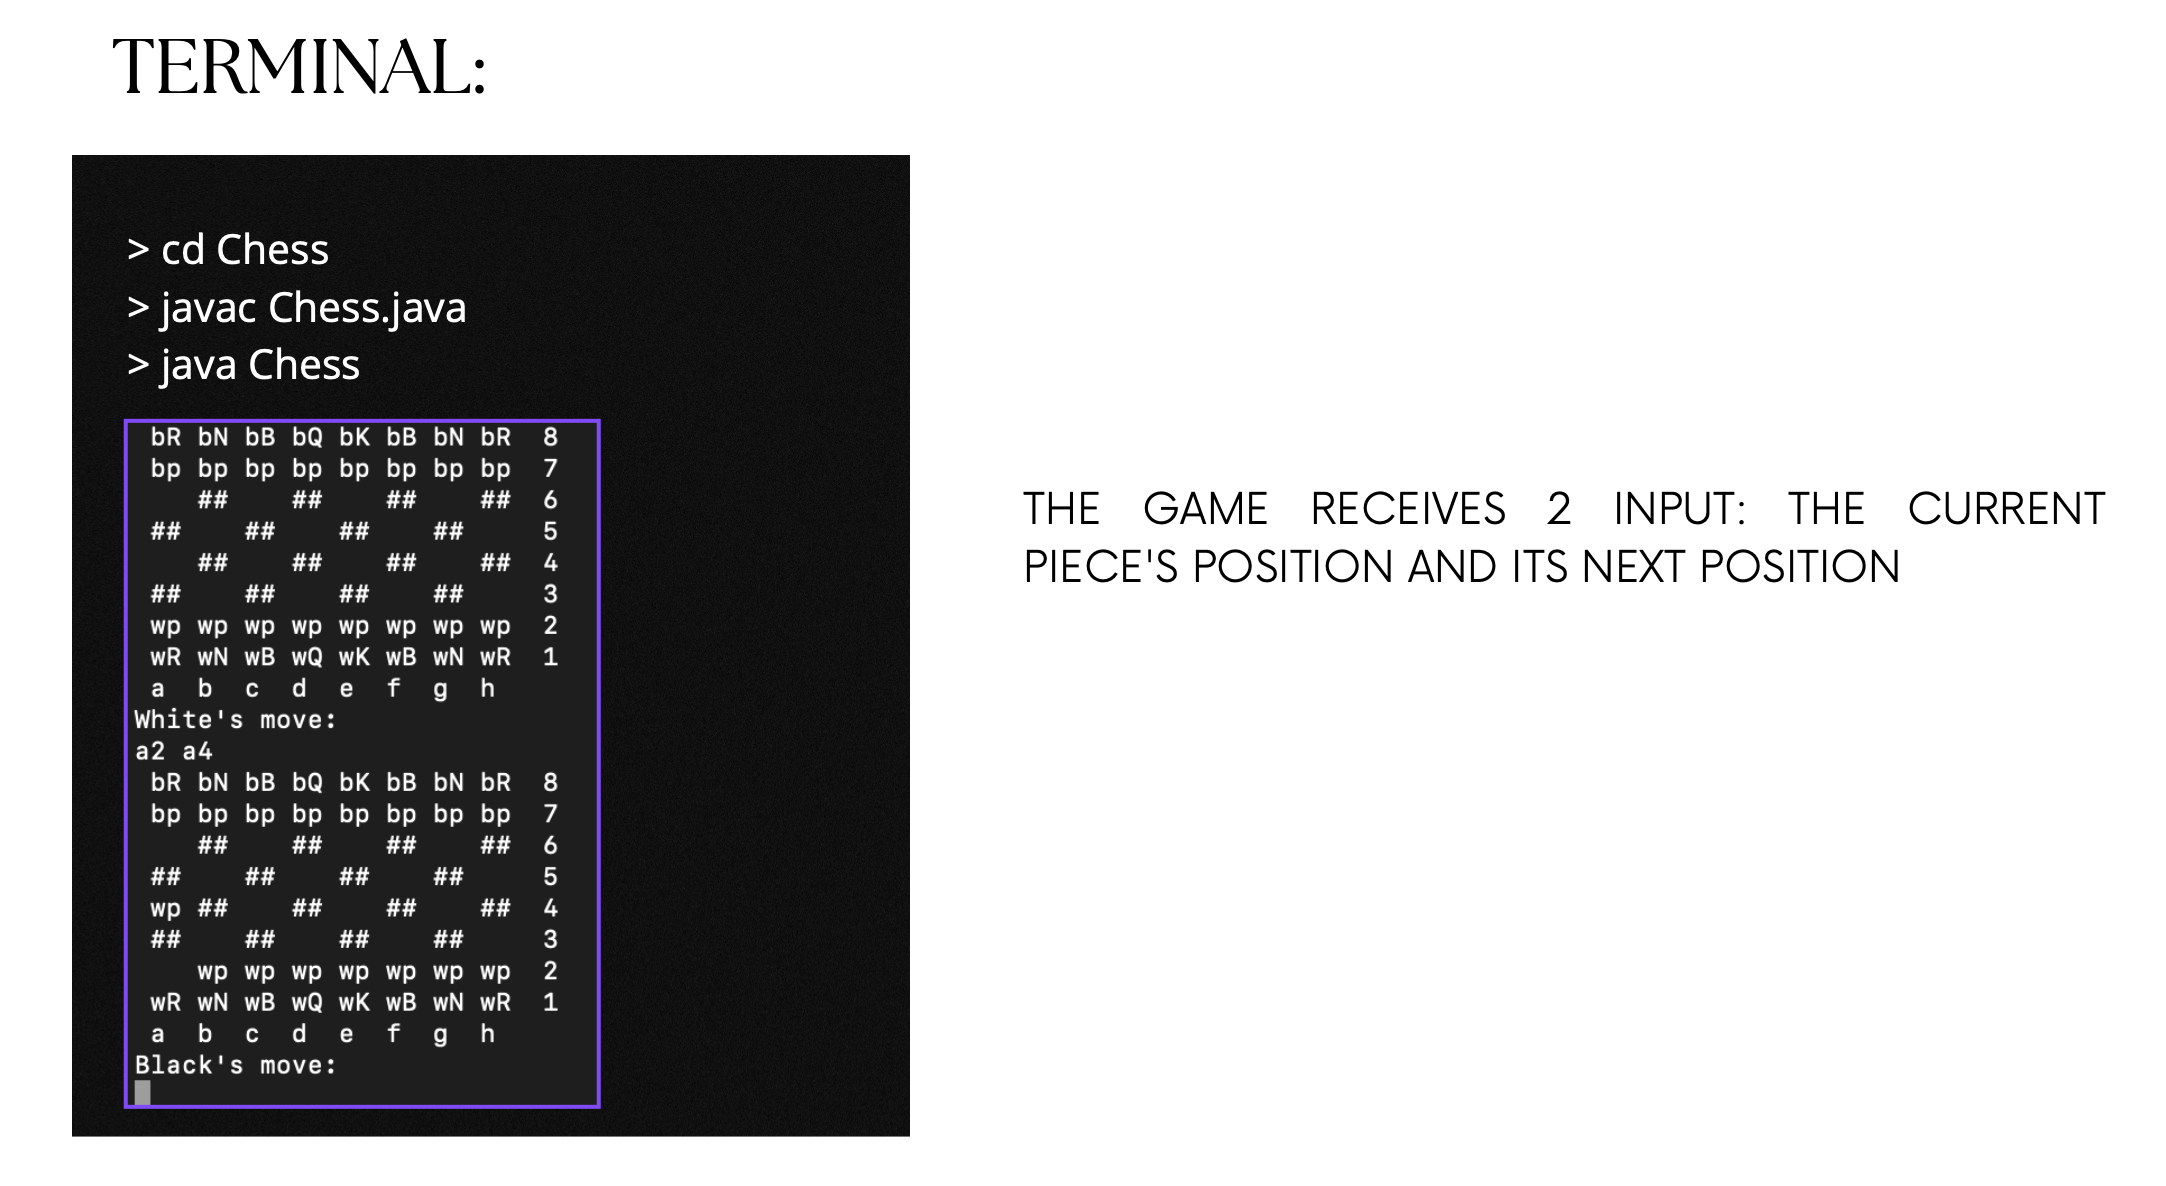 TERMINAL:
> cd Chess
> javac Chess.java
> java Chess
bR bN bB bQ bK bB bN bR  8
bp bp bp bp bp bp bp bp  7
   ##    ##    ##    ##  6
##    ##    ##    ##     5
   ##    ##    ##    ##  4
##    ##    ##    ##     3
wp wp wp wp wp wp wp wp  2
wR wN wB wQ wK wB wN wR  1
a  b  c  d  e  f  g  h
White's move:
a2 a4
bR bN bB bQ bK bB bN bR  8
bp bp bp bp bp bp bp bp  7
   ##    ##    ##    ##  6
##    ##    ##    ##     5
wp ##    ##    ##    ##  4
##    ##    ##    ##     3
   wp wp wp wp wp wp wp  2
wR wN wB wQ wK wB wN wR  1
a  b  c  d  e  f  g  h
Black's move:
THE GAME RECEIVES 2 INPUT: THE CURRENT
PIECE'S POSITION AND ITS NEXT POSITION